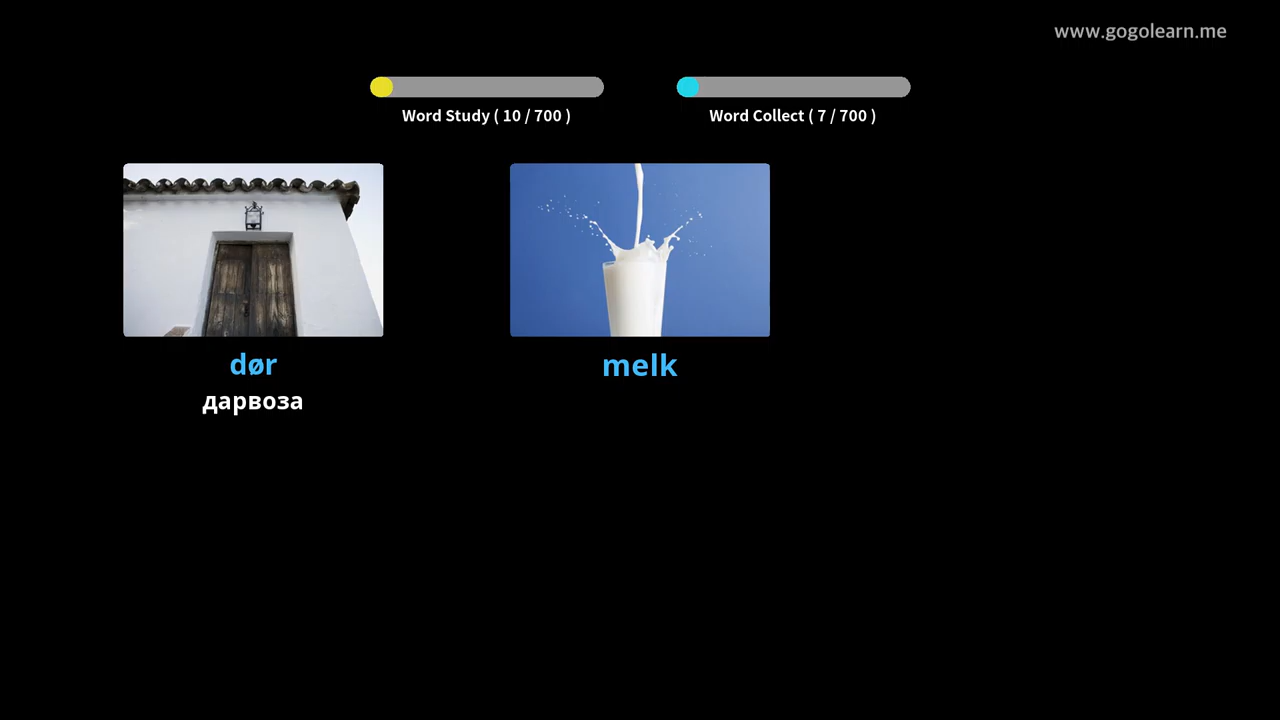 www.gogolearn.me
Word Study ( 10 / 700 )
Word Collect ( 7 / 700 )
dør
дарвоза
melk